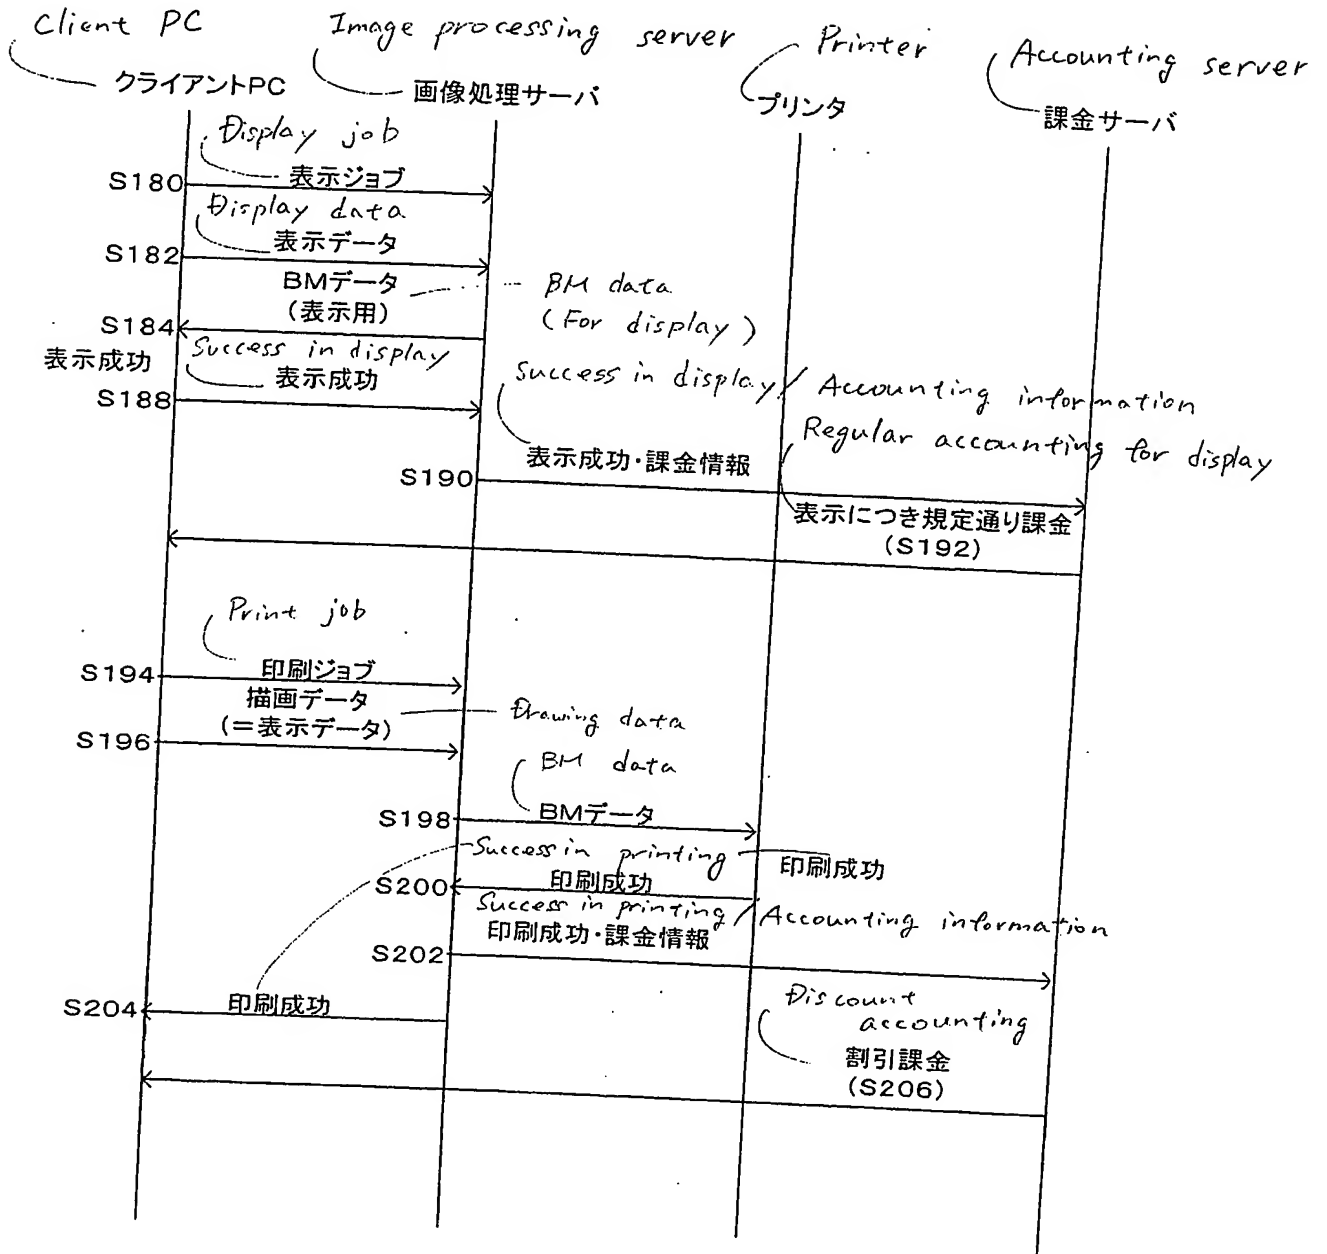 Client PC
Image processing server
Printer
Accounting server
クライアントPC
画像処理サーバ
プリンタ
課金サーバ
Display job
S180
表示ジョブ
Display data
S182
表示データ
BMデータ
(表示用)
BM data
(For display)
S184
表示成功
Success in display
表示成功
S188
Success in display/ Accounting information
Regular accounting for display
表示成功・課金情報
S190
表示につき規定通り課金
(S192)
Print job
S194
印刷ジョブ
描画データ
(=表示データ)
Drawing data
S196
BM data
S198
BMデータ
Success in printing
印刷成功
S200
印刷成功
Success in printing / Accounting information
印刷成功・課金情報
S202
S204
印刷成功
Discount
accounting
割引課金
(S206)